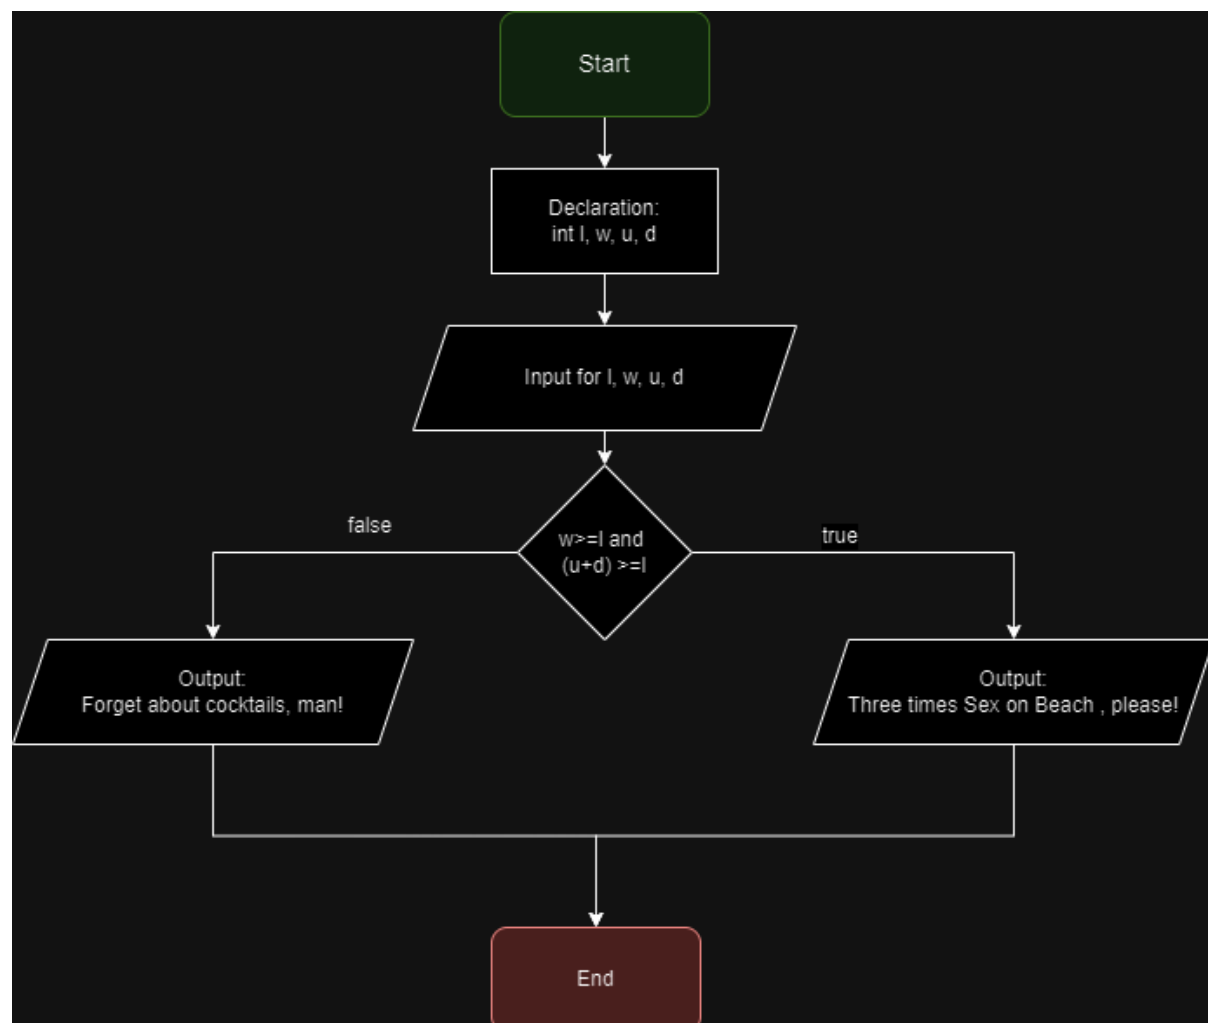 Start
Declaration:
int l, w, u, d
Input for l, w, u, d
w>=l and
(u+d) >=l
false
true
Output:
Forget about cocktails, man!
Output:
Three times Sex on Beach , please!
End